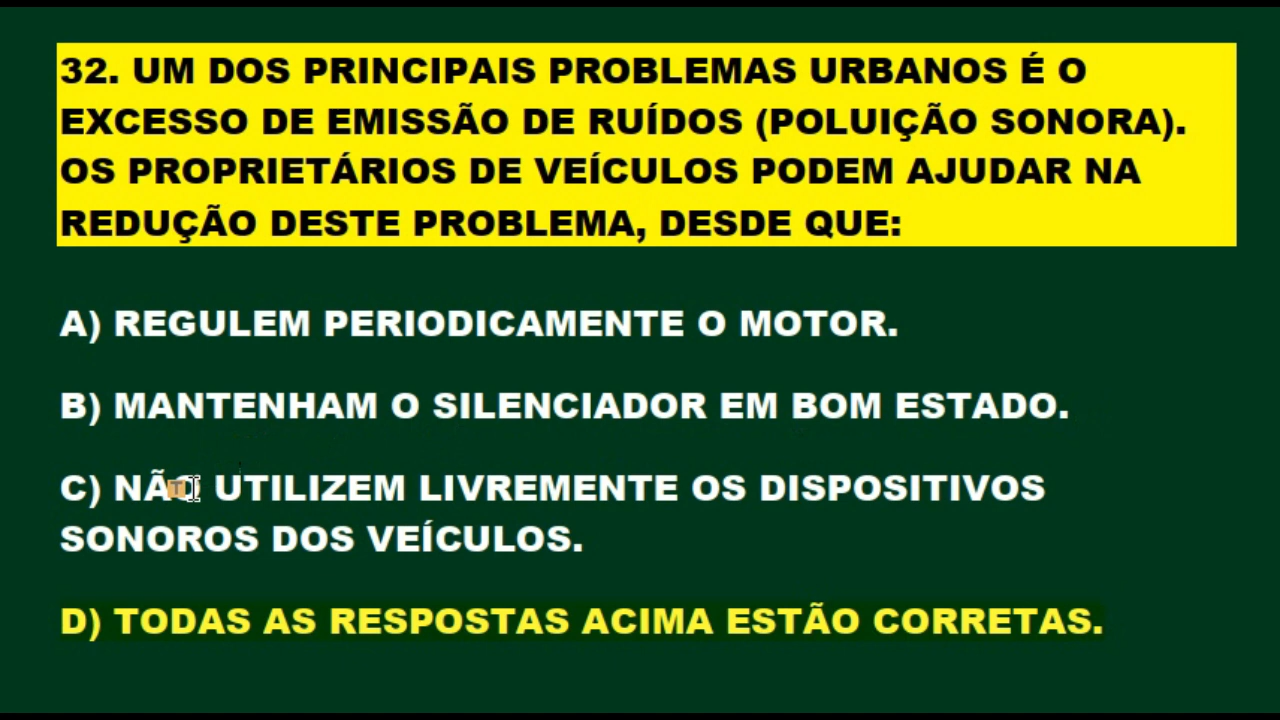 32. UM DOS PRINCIPAIS PROBLEMAS URBANOS É O
EXCESSO DE EMISSÃO DE RUÍDOS (POLUIÇÃO SONORA).
OS PROPRIETÁRIOS DE VEÍCULOS PODEM AJUDAR NA
REDUÇÃO DESTE PROBLEMA, DESDE QUE:
A) REGULEM PERIODICAMENTE O MOTOR.
B) MANTENHAM O SILENCIADOR EM BOM ESTADO.
C) NÃO UTILIZEM LIVREMENTE OS DISPOSITIVOS
SONOROS DOS VEÍCULOS.
D) TODAS AS RESPOSTAS ACIMA ESTÃO CORRETAS.